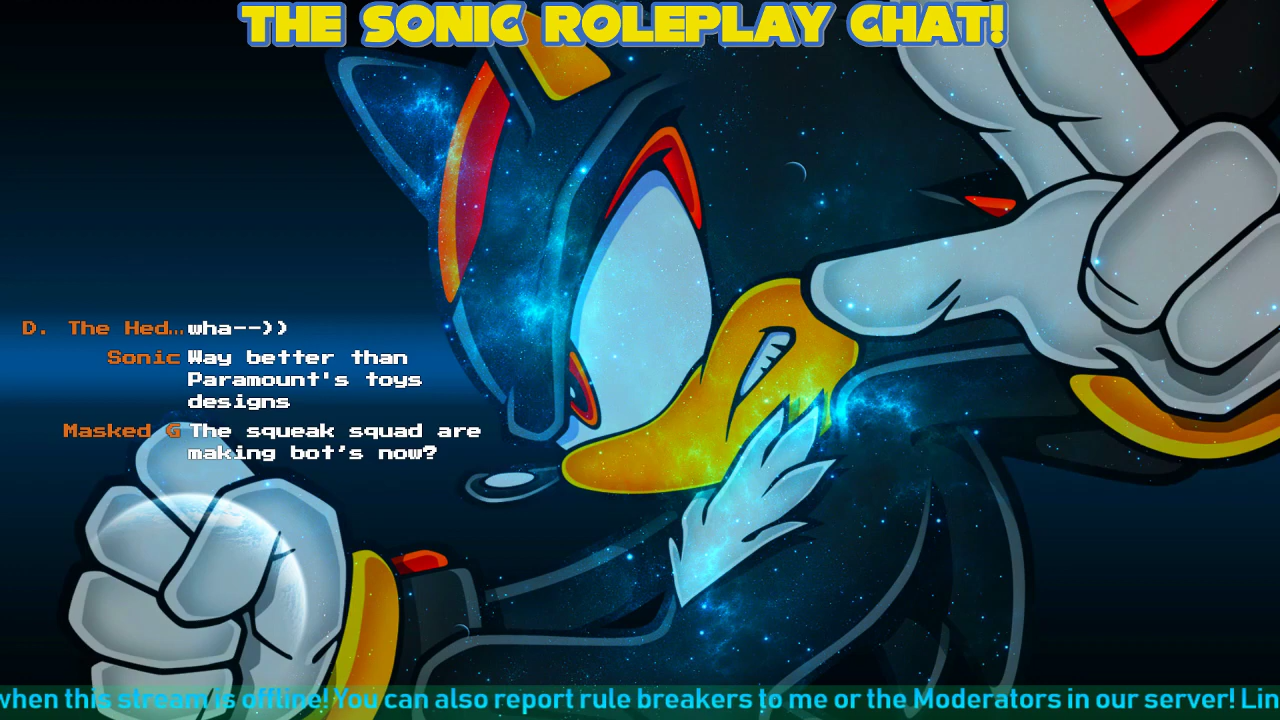 THE SONIC ROLEPLAY CHAT!
D. The Hed… wha--))
Sonic Way better than
Paramount's toys
designs
Masked G The squeak squad are
making bot's now?
when this stream is offline! You can also report rule breakers to me or the Moderators in our server! Lin